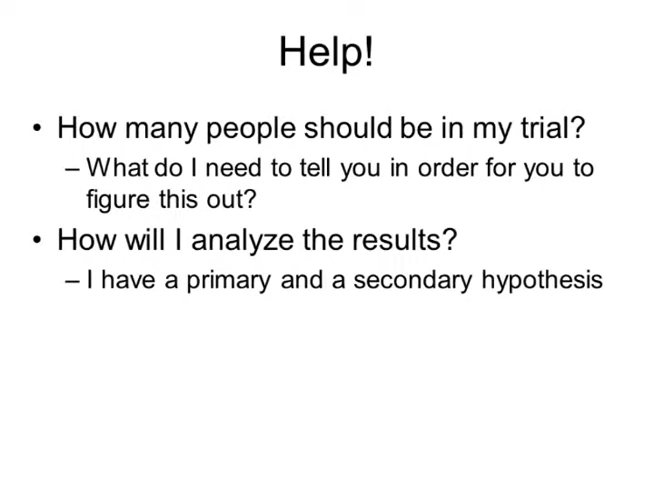 Help!
• How many people should be in my trial?
– What do I need to tell you in order for you to
figure this out?
• How will I analyze the results?
– I have a primary and a secondary hypothesis